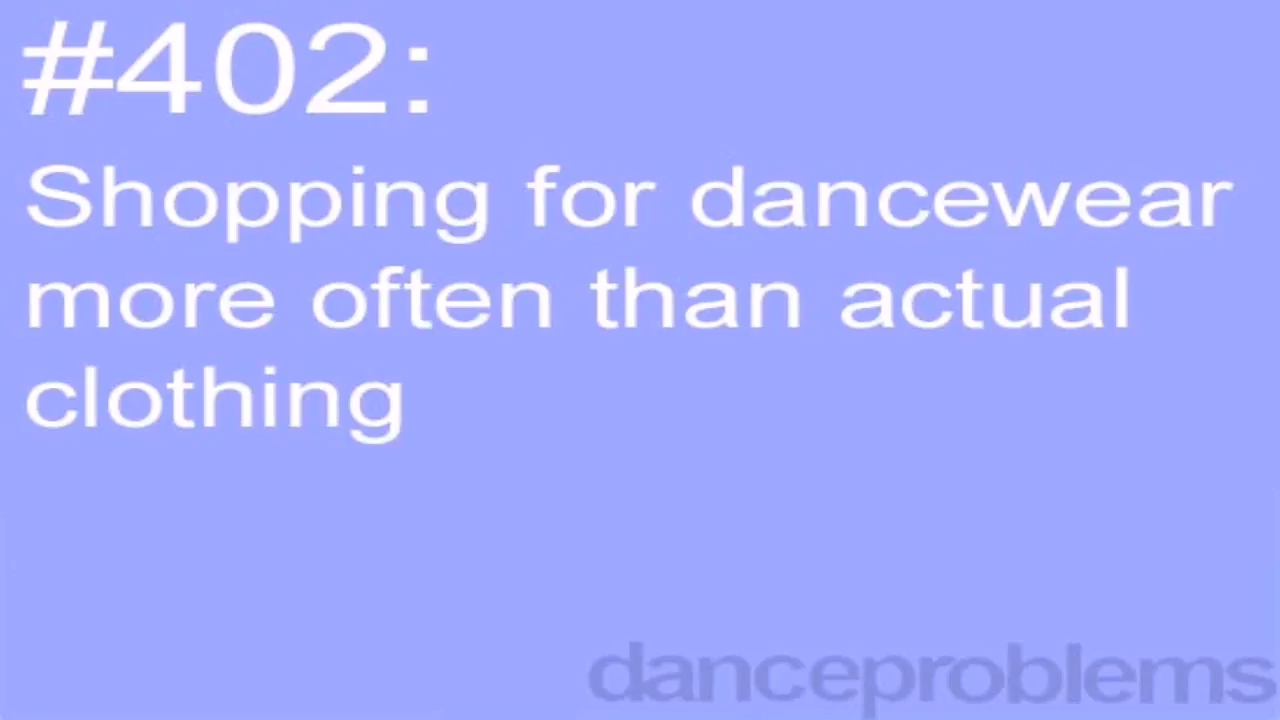 #402:
Shopping for dancewear
more often than actual
clothing
danceproblems